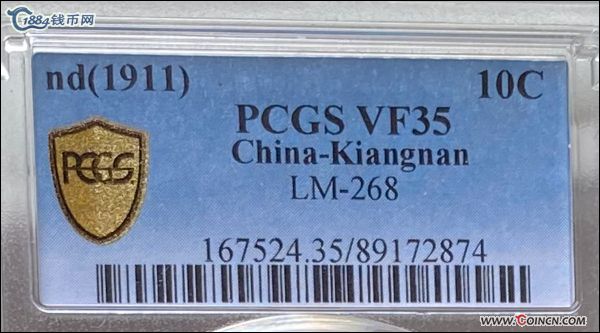 1884钱币网
nd(1911) 10C
PCGS VF35
China-Kiangnan
PCGS
LM-268
167524.35/89172874
www.COINCN.COM